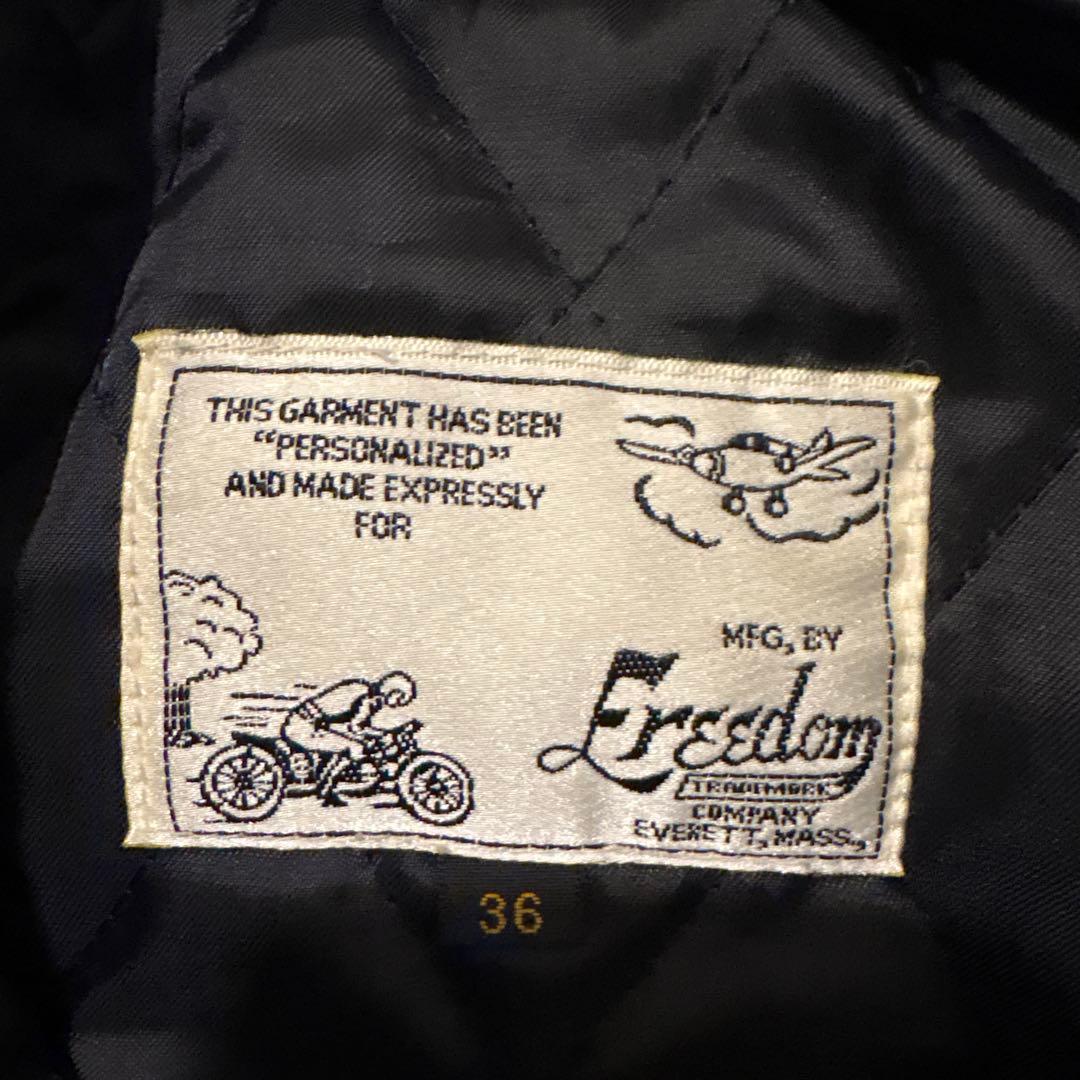 THIS GARMENT HAS BEEN
“PERSONALIZED”
AND MADE EXPRESSLY
FOR
MFG, BY
Freedom
TRADEMARK
COMPANY
EVERETT, MASS.,
36